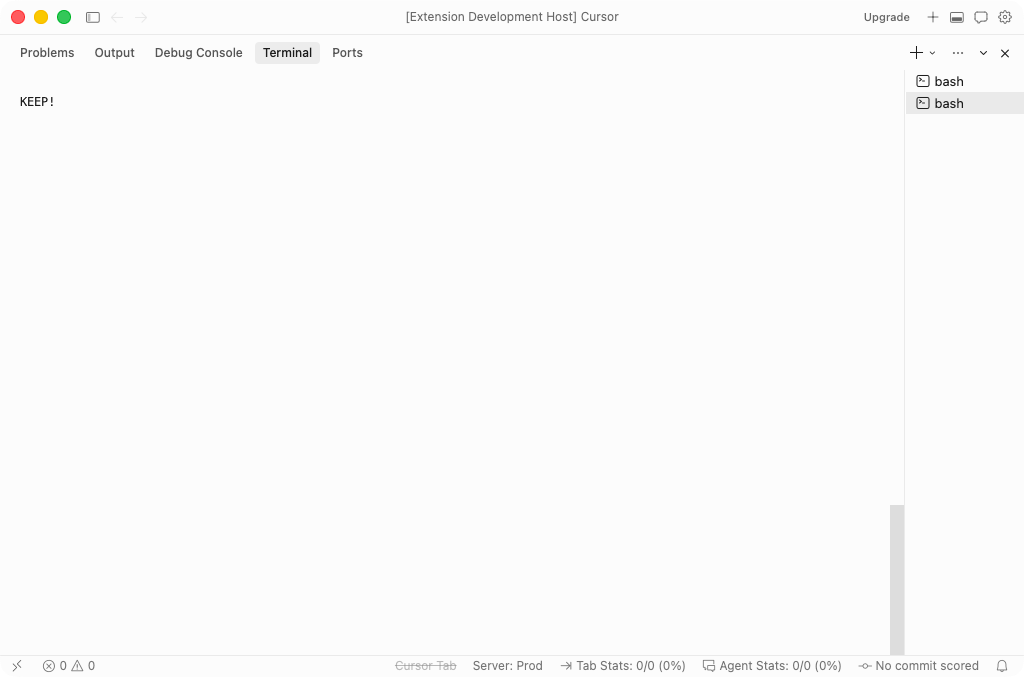 [Extension Development Host] Cursor
Upgrade
Problems Output Debug Console Terminal Ports
bash
bash
KEEP!
0 0
Cursor Tab Server: Prod Tab Stats: 0/0 (0%) Agent Stats: 0/0 (0%) No commit scored